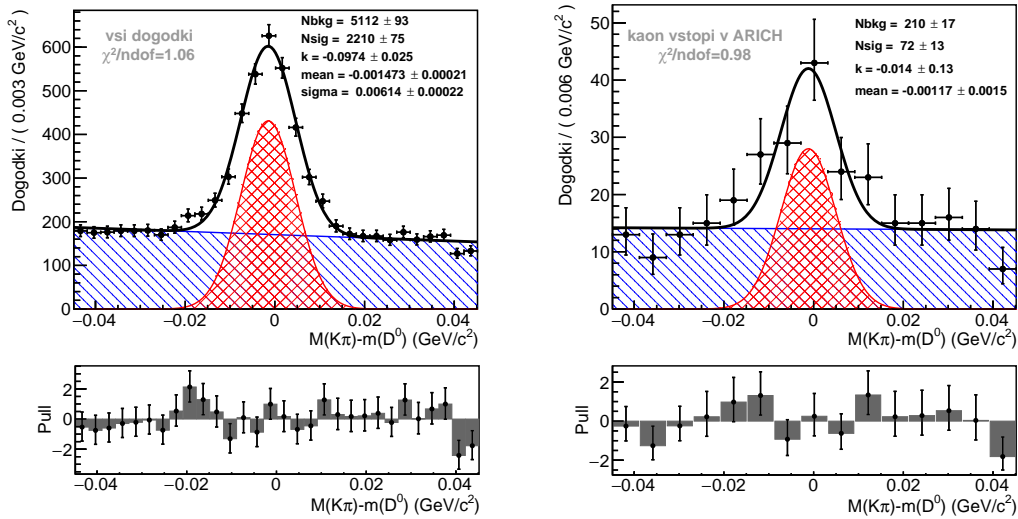 vsi dogodki
χ²/ndof=1.06
Nbkg = 5112 ± 93
Nsig = 2210 ± 75
k = -0.0974 ± 0.025
mean = -0.001473 ± 0.00021
sigma = 0.00614 ± 0.00022
Dogodki / ( 0.003 GeV/c² )
0
100
200
300
400
500
600
−0.04
−0.02
0
0.02
0.04
M(Kπ)-m(D⁰) (GeV/c²)
Pull
2
0
−2
−0.04
−0.02
0
0.02
0.04
M(Kπ)-m(D⁰) (GeV/c²)
kaon vstopi v ARICH
χ²/ndof=0.98
Nbkg = 210 ± 17
Nsig = 72 ± 13
k = -0.014 ± 0.13
mean = -0.00117 ± 0.0015
Dogodki / ( 0.006 GeV/c² )
0
10
20
30
40
50
−0.04
−0.02
0
0.02
0.04
M(Kπ)-m(D⁰) (GeV/c²)
Pull
2
0
−2
−0.04
−0.02
0
0.02
0.04
M(Kπ)-m(D⁰) (GeV/c²)